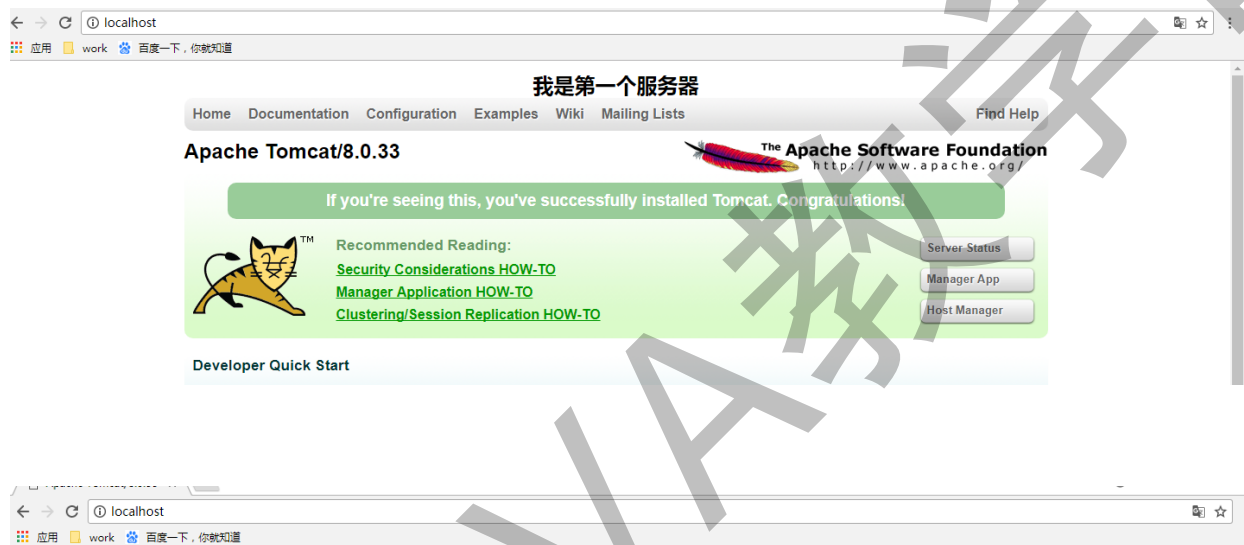 localhost
应用 work 百度一下，你就知道
我是第一个服务器
Home Documentation Configuration Examples Wiki Mailing Lists Find Help
Apache Tomcat/8.0.33
The Apache Software Foundation
http://www.apache.org/
If you're seeing this, you've successfully installed Tomcat. Congratulations!
TM
Recommended Reading:
Security Considerations HOW-TO
Manager Application HOW-TO
Clustering/Session Replication HOW-TO
Server Status
Manager App
Host Manager
Developer Quick Start
localhost
应用 work 百度一下，你就知道